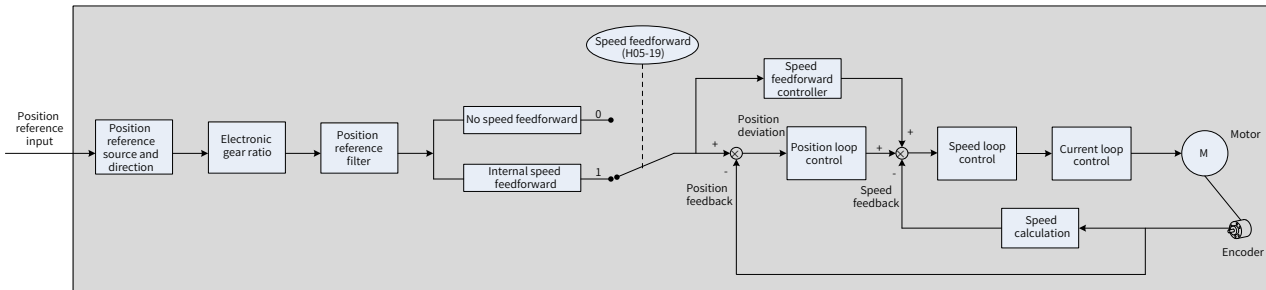 Speed feedforward
(H05-19)
Speed
feedforward
controller
Position
reference
input
Position
reference
source and
direction
Electronic
gear ratio
Position
reference
filter
No speed feedforward
0
Internal speed
feedforward
1
Position
deviation
+
-
Position
feedback
Position loop
control
+
+
-
Speed
feedback
Speed loop
control
Current loop
control
Motor
M
Speed
calculation
Encoder